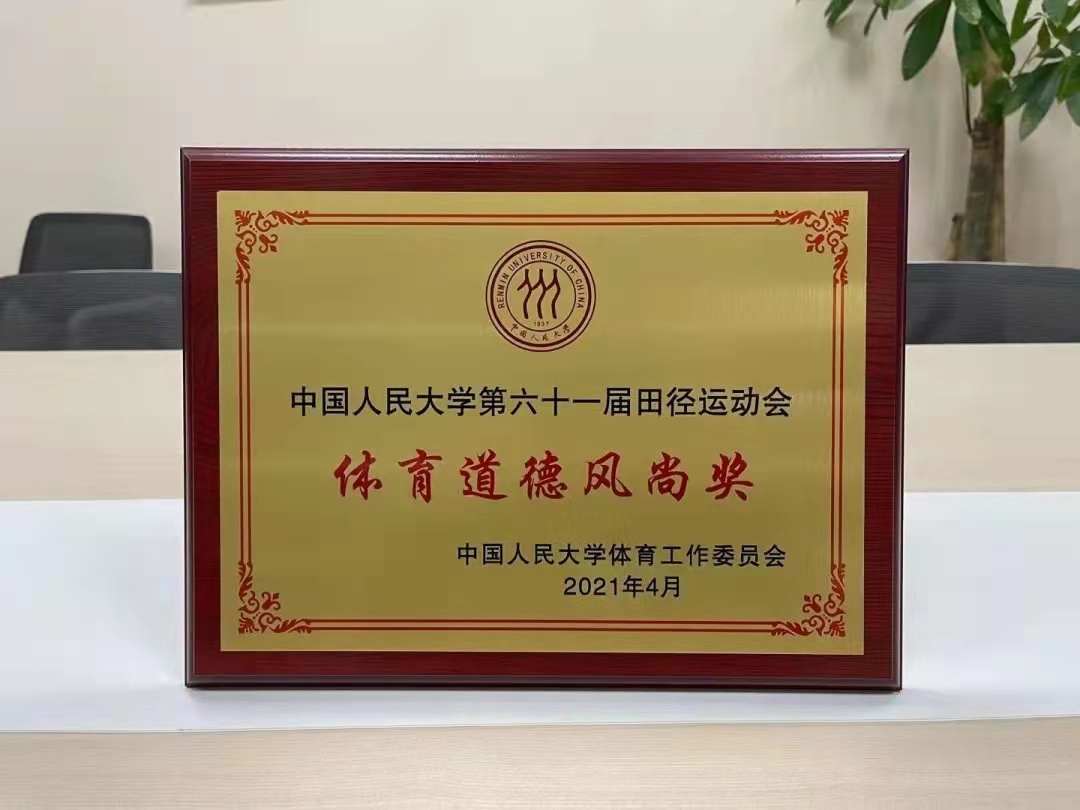 RENMIN UNIVERSITY OF CHINA
1937
中国人民大学
中国人民大学第六十一届田径运动会
体育道德风尚奖
中国人民大学体育工作委员会
2021年4月